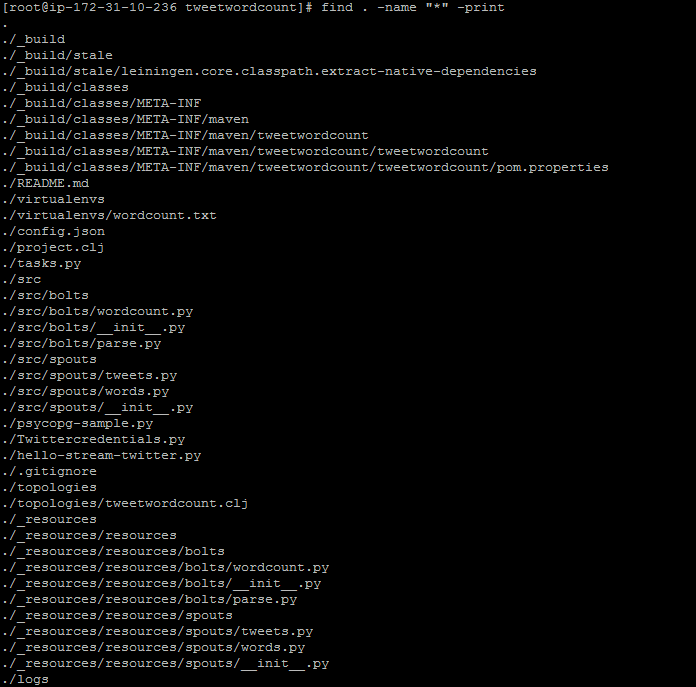 [root@ip-172-31-10-236 tweetwordcount]# find . -name "*" -print
.
./_build
./_build/stale
./_build/stale/leiningen.core.classpath.extract-native-dependencies
./_build/classes
./_build/classes/META-INF
./_build/classes/META-INF/maven
./_build/classes/META-INF/maven/tweetwordcount
./_build/classes/META-INF/maven/tweetwordcount/tweetwordcount
./_build/classes/META-INF/maven/tweetwordcount/tweetwordcount/pom.properties
./README.md
./virtualenvs
./virtualenvs/wordcount.txt
./config.json
./project.clj
./tasks.py
./src
./src/bolts
./src/bolts/wordcount.py
./src/bolts/__init__.py
./src/bolts/parse.py
./src/spouts
./src/spouts/tweets.py
./src/spouts/words.py
./src/spouts/__init__.py
./psycopg-sample.py
./Twittercredentials.py
./hello-stream-twitter.py
./.gitignore
./topologies
./topologies/tweetwordcount.clj
./_resources
./_resources/resources
./_resources/resources/bolts
./_resources/resources/bolts/wordcount.py
./_resources/resources/bolts/__init__.py
./_resources/resources/bolts/parse.py
./_resources/resources/spouts
./_resources/resources/spouts/tweets.py
./_resources/resources/spouts/words.py
./_resources/resources/spouts/__init__.py
./logs